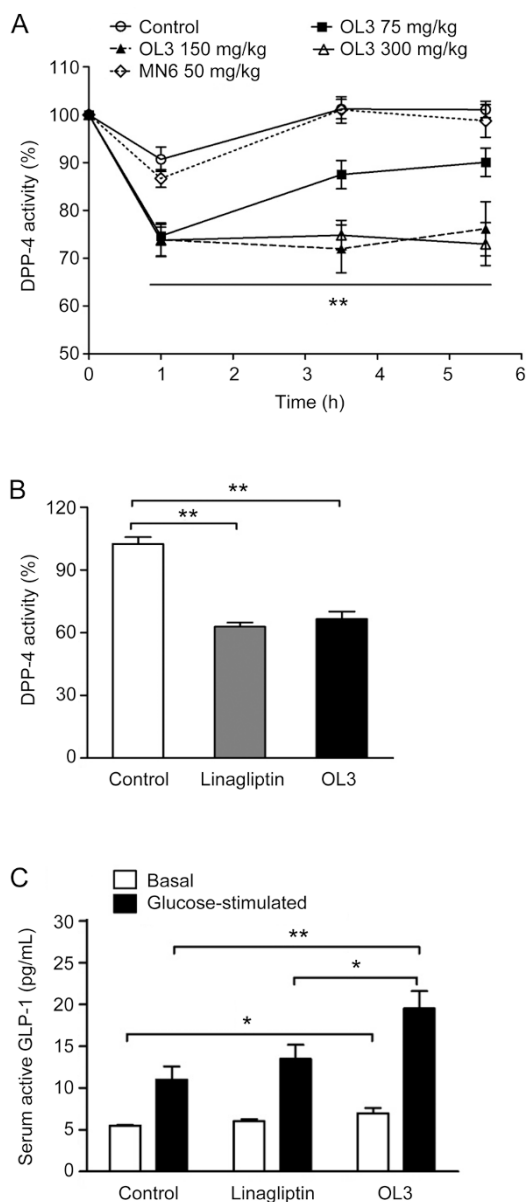 A
Control
OL3 75 mg/kg
OL3 150 mg/kg
OL3 300 mg/kg
MN6 50 mg/kg
DPP-4 activity (%)
110
100
90
80
70
60
50
**
0 1 2 3 4 5 6
Time (h)
B
DPP-4 activity (%)
120
90
60
30
0
**
**
Control Linagliptin OL3
C
Basal
Glucose-stimulated
Serum active GLP-1 (pg/mL)
30
25
20
15
10
5
0
**
*
*
Control Linagliptin OL3